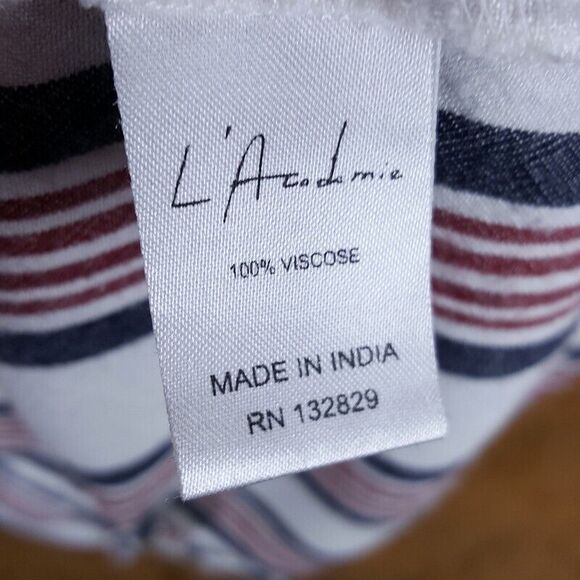 L'Academie
100% VISCOSE
MADE IN INDIA
RN 132829